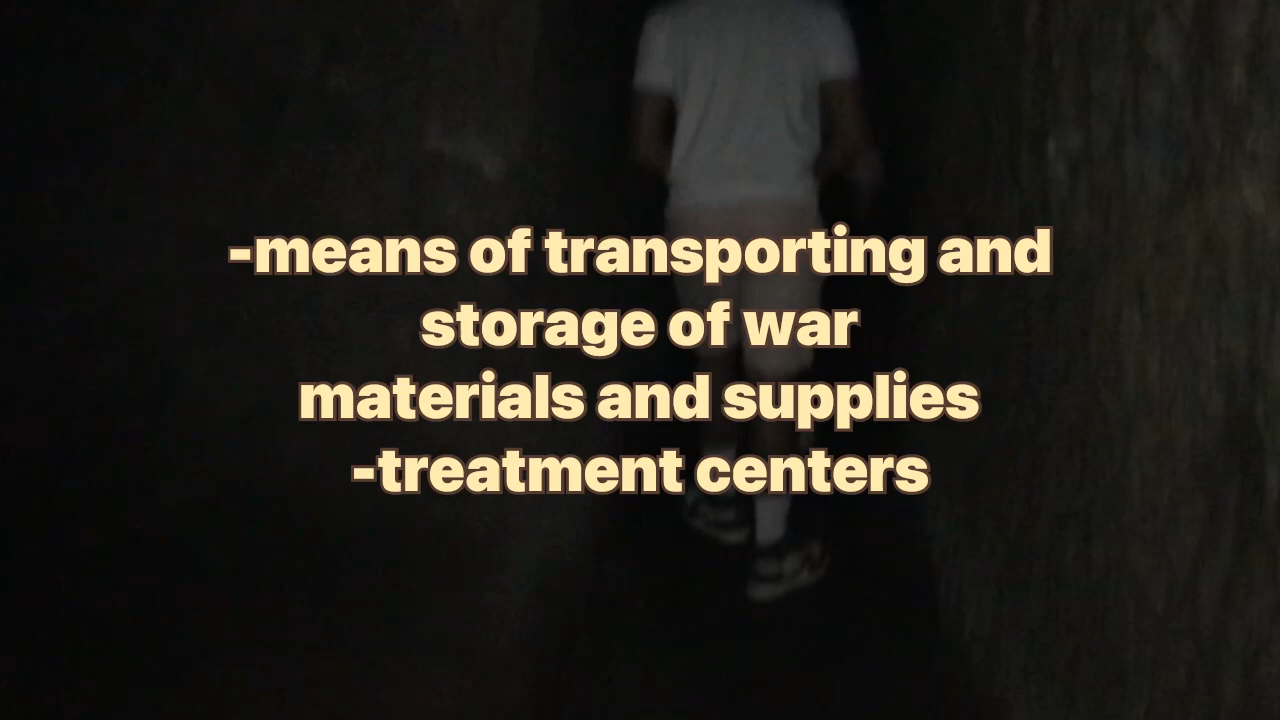 -means of transporting and
storage of war
materials and supplies
-treatment centers